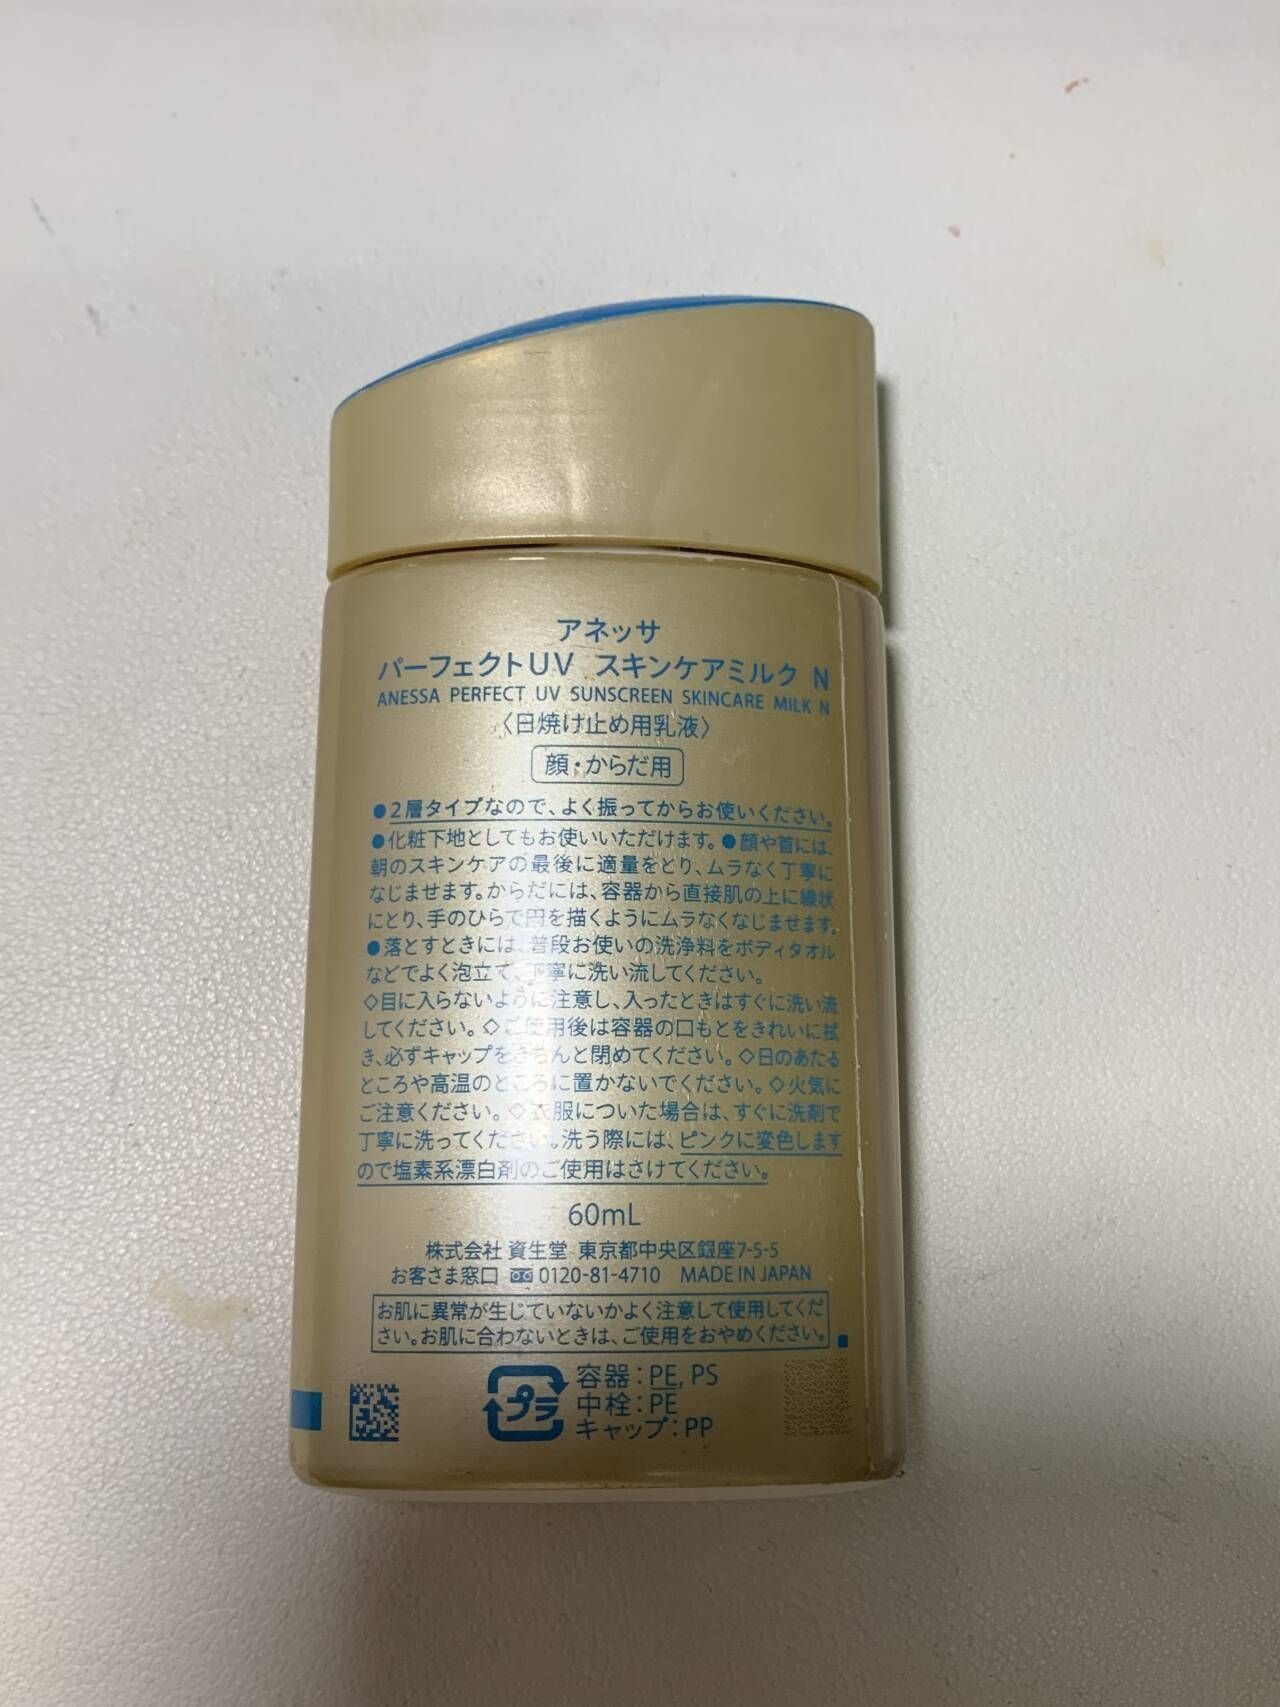 アネッサ
パーフェクトUV スキンケアミルク N
ANESSA PERFECT UV SUNSCREEN SKINCARE MILK N
〈日焼け止め用乳液〉
顔・からだ用
●2層タイプなので、よく振ってからお使いください。
●化粧下地としてもお使いいただけます。●顔や首には、
朝のスキンケアの最後に適量をとり、ムラなく丁寧に
なじませます。からだには、容器から直接肌の上に線状
にとり、手のひらで円を描くようにムラなくなじませます。
●落とすときには、普段お使いの洗浄料をボディタオル
などでよく泡立て、丁寧に洗い流してください。
◇目に入らないように注意し、入ったときはすぐに洗い流
してください。◇ご使用後は容器の口もとをきれいに拭
き、必ずキャップをきちんと閉めてください。◇日のあたる
ところや高温のところに置かないでください。◇火気に
ご注意ください。◇衣服についた場合は、すぐに洗剤で
丁寧に洗ってください。洗う際には、ピンクに変色します
ので塩素系漂白剤のご使用はさけてください。
60mL
株式会社 資生堂 東京都中央区銀座7-5-5
お客さま窓口 0120-81-4710 MADE IN JAPAN
お肌に異常が生じていないかよく注意して使用してくだ
さい。お肌に合わないときは、ご使用をおやめください。
プラ
容器：PE, PS
中栓：PE
キャップ：PP